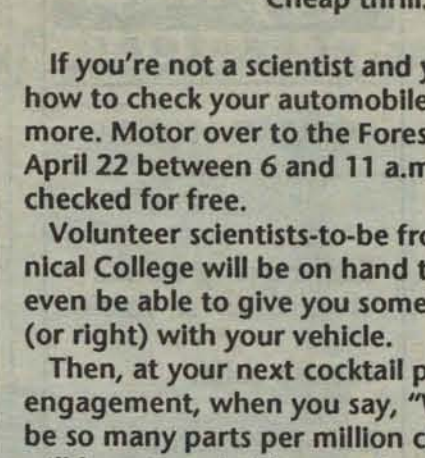 Cheap
If you're not a scientist and
how to check your automobile
more. Motor over to the
April 22 between 6 and 11 a.m
checked for free.
Volunteer scientists-to-be
nical College will be on hand
even be able to give you some
(or right) with your vehicle.
Then, at your next cocktail
engagement, when you say,
be so many parts per million